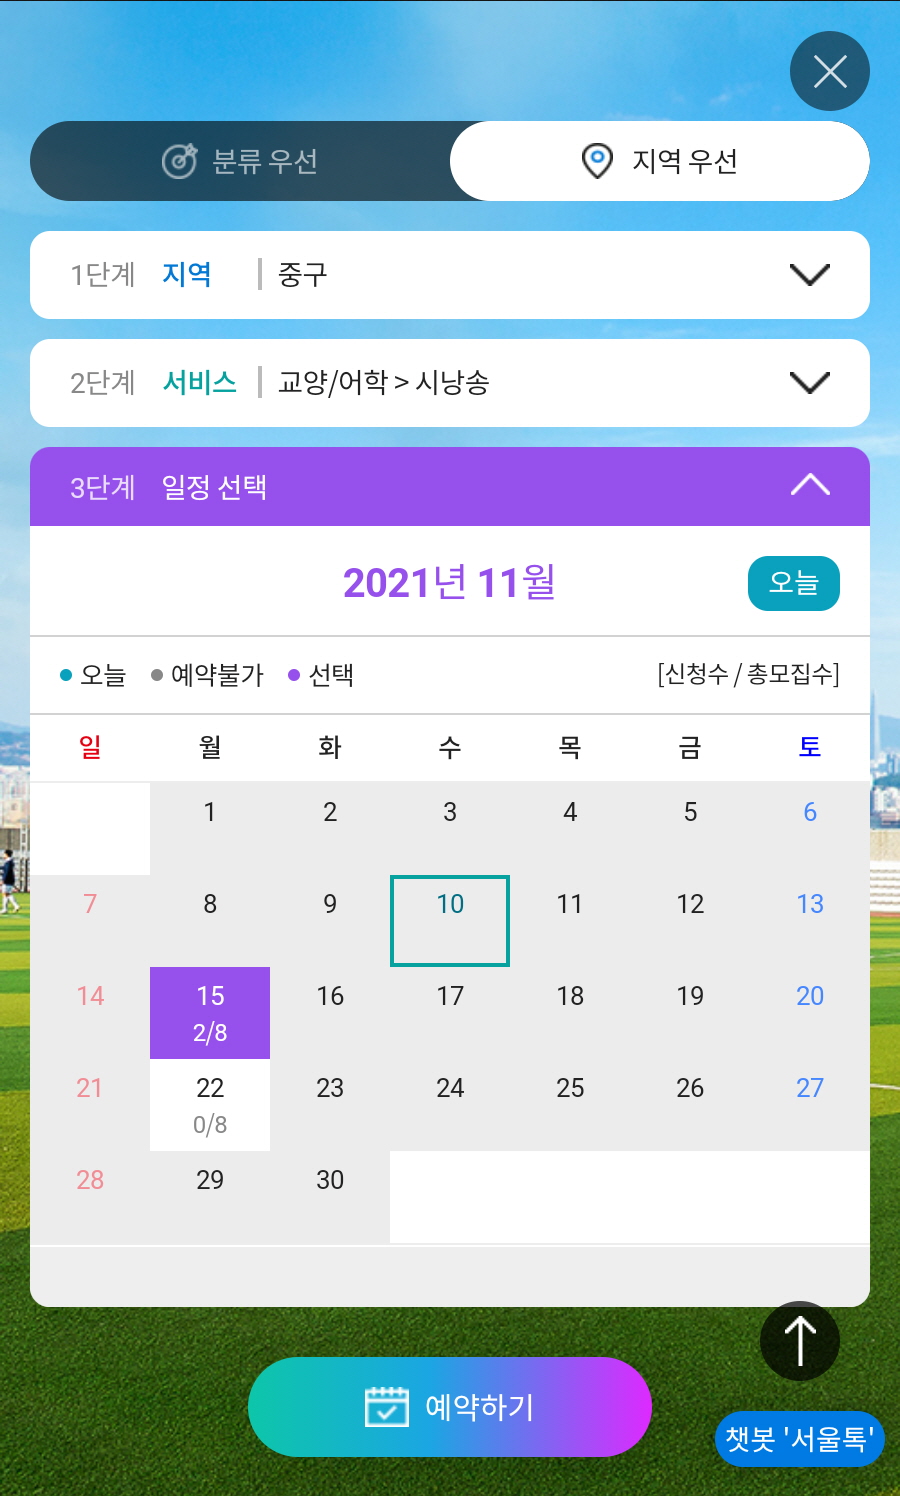 분류 우선 지역 우선
1단계 지역 중구
2단계 서비스 교양/어학 > 시낭송
3단계 일정 선택
2021년 11월 오늘
오늘 예약불가 선택 [신청수 / 총모집수]
일 월 화 수 목 금 토
1 2 3 4 5 6
7 8 9 10 11 12 13
14 15 16 17 18 19 20
2/8
21 22 23 24 25 26 27
0/8
28 29 30
예약하기
챗봇 '서울톡'